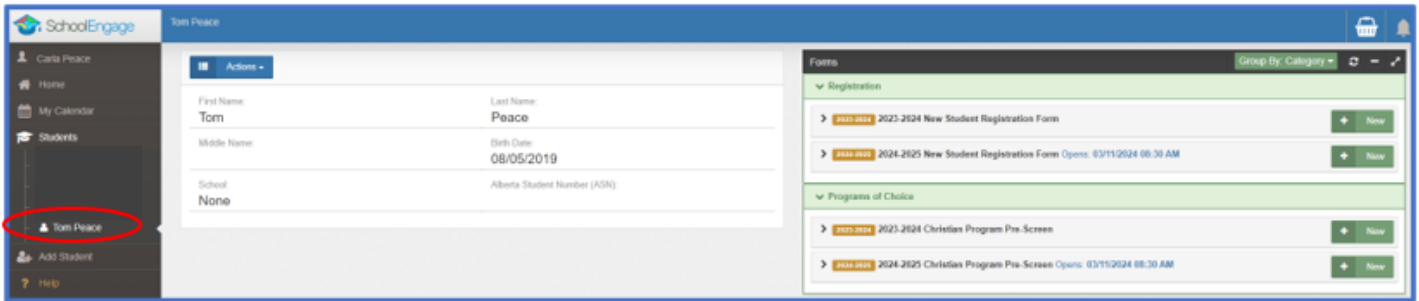 SchoolEngage
Tom Peace
Carla Peace
Home
My Calendar
Students
Tom Peace
Add Student
? Help
Actions
First Name:
Tom
Last Name:
Peace
Middle Name:
Birth Date:
08/05/2019
School:
None
Alberta Student Number (ASN):
Forms
Group By: Category
Registration
2023-2024 2023-2024 New Student Registration Form
+ New
2024-2025 2024-2025 New Student Registration Form Opens: 03/11/2024 08:30 AM
+ New
Programs of Choice
2023-2024 2023-2024 Christian Program Pre-Screen
+ New
2024-2025 2024-2025 Christian Program Pre-Screen Opens: 03/11/2024 08:30 AM
+ New